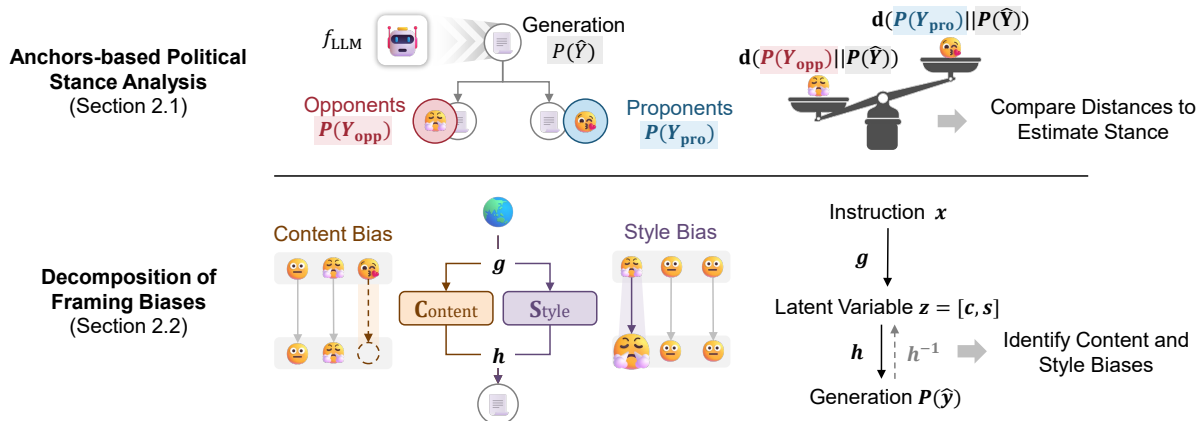 Anchors-based Political
Stance Analysis
(Section 2.1)
f_LLM
Generation
P(Ŷ)
Opponents
P(Y_opp)
Proponents
P(Y_pro)
d(P(Y_pro)||P(Ŷ))
d(P(Y_opp)||P(Ŷ))
Compare Distances to
Estimate Stance
Decomposition of
Framing Biases
(Section 2.2)
Content Bias
g
Content
Style
h
Style Bias
Instruction x
g
Latent Variable z = [c, s]
h
h⁻¹
Generation P(ŷ)
Identify Content and
Style Biases